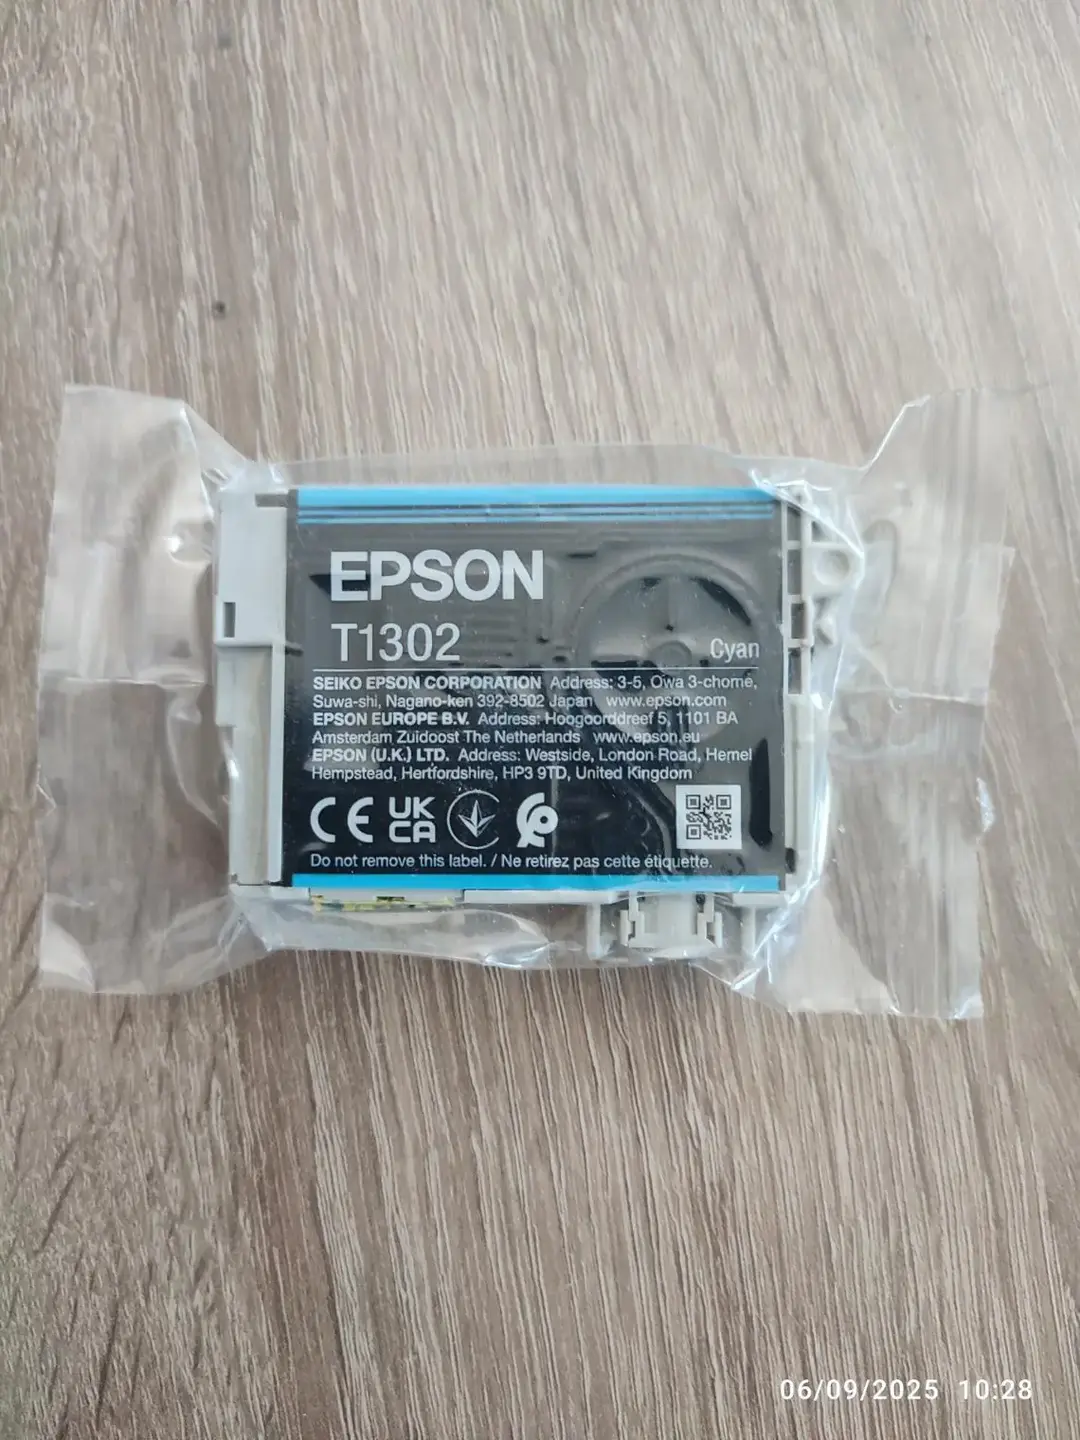 EPSON
T1302
Cyan
SEIKO EPSON CORPORATION Address: 3-5, Owa 3-chome,
Suwa-shi, Nagano-ken 392-8502 Japan www.epson.com
EPSON EUROPE B.V. Address: Hoogoorddreef 5, 1101 BA
Amsterdam Zuidoost The Netherlands www.epson.eu
EPSON (U.K.) LTD. Address: Westside, London Road, Hemel
Hempstead, Hertfordshire, HP3 9TD, United Kingdom
CE UK
CA
Do not remove this label. / Ne retirez pas cette étiquette.
06/09/2025 10:28